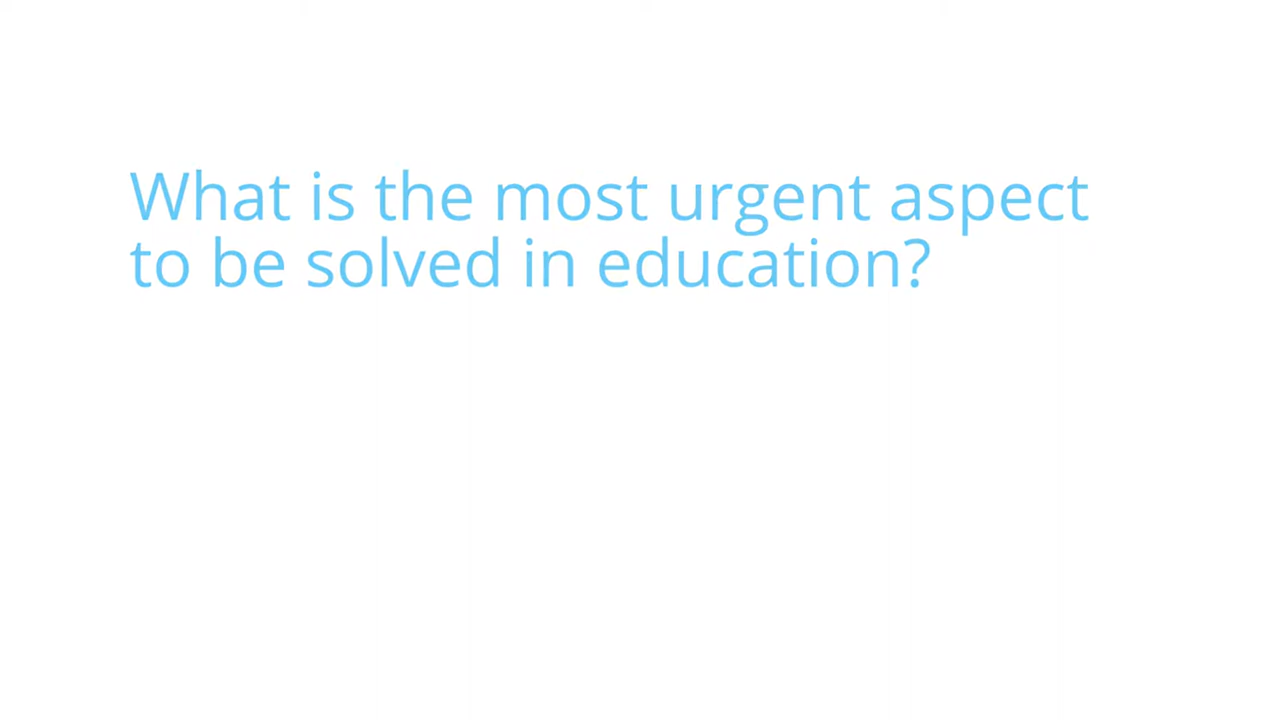 What is the most urgent aspect
to be solved in education?